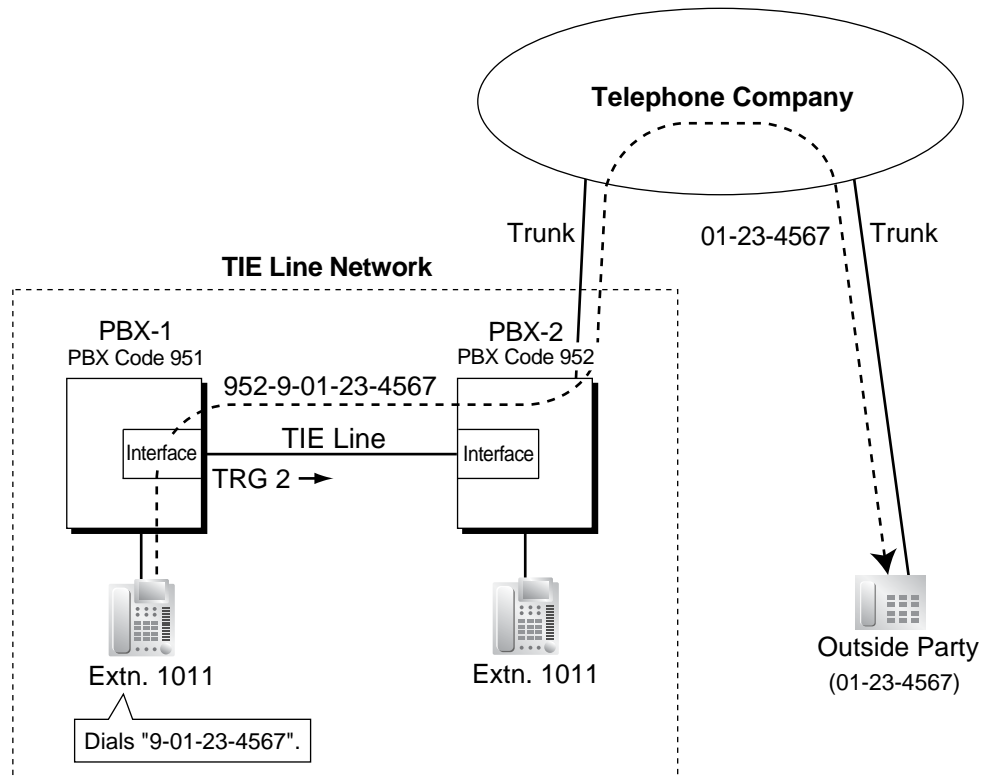 Telephone Company
Trunk
01-23-4567
Trunk
TIE Line Network
PBX-1
PBX Code 951
PBX-2
PBX Code 952
952-9-01-23-4567
Interface
TIE Line
Interface
TRG 2 →
Extn. 1011
Extn. 1011
Outside Party
(01-23-4567)
Dials "9-01-23-4567".